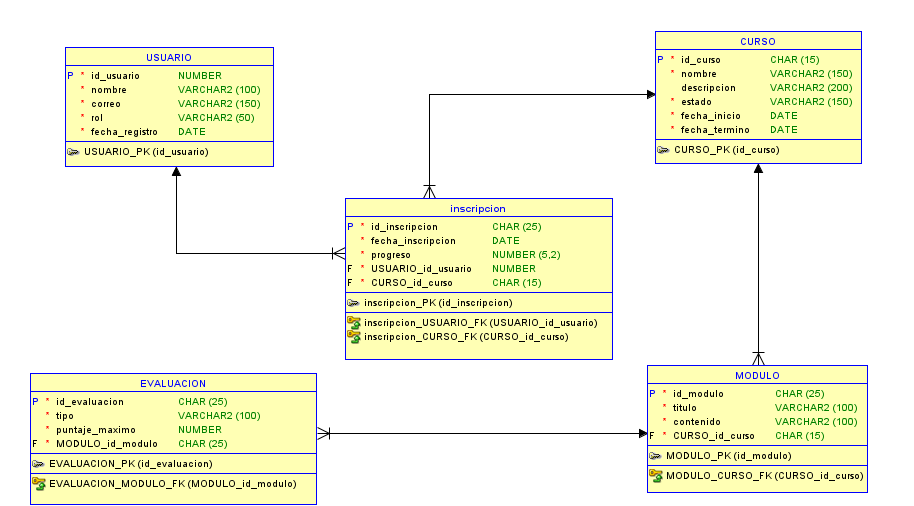 USUARIO
P * id_usuario NUMBER
* nombre VARCHAR2 (100)
* correo VARCHAR2 (150)
* rol VARCHAR2 (50)
* fecha_registro DATE
USUARIO_PK (id_usuario)
CURSO
P * id_curso CHAR (15)
* nombre VARCHAR2 (150)
descripcion VARCHAR2 (200)
* estado VARCHAR2 (150)
* fecha_inicio DATE
* fecha_termino DATE
CURSO_PK (id_curso)
inscripcion
P * id_inscripcion CHAR (25)
* fecha_inscripcion DATE
* progreso NUMBER (5,2)
F * USUARIO_id_usuario NUMBER
F * CURSO_id_curso CHAR (15)
inscripcion_PK (id_inscripcion)
inscripcion_USUARIO_FK (USUARIO_id_usuario)
inscripcion_CURSO_FK (CURSO_id_curso)
EVALUACION
P * id_evaluacion CHAR (25)
* tipo VARCHAR2 (100)
* puntaje_maximo NUMBER
F * MODULO_id_modulo CHAR (25)
EVALUACION_PK (id_evaluacion)
EVALUACION_MODULO_FK (MODULO_id_modulo)
MODULO
P * id_modulo CHAR (25)
* titulo VARCHAR2 (100)
* contenido VARCHAR2 (100)
F * CURSO_id_curso CHAR (15)
MODULO_PK (id_modulo)
MODULO_CURSO_FK (CURSO_id_curso)